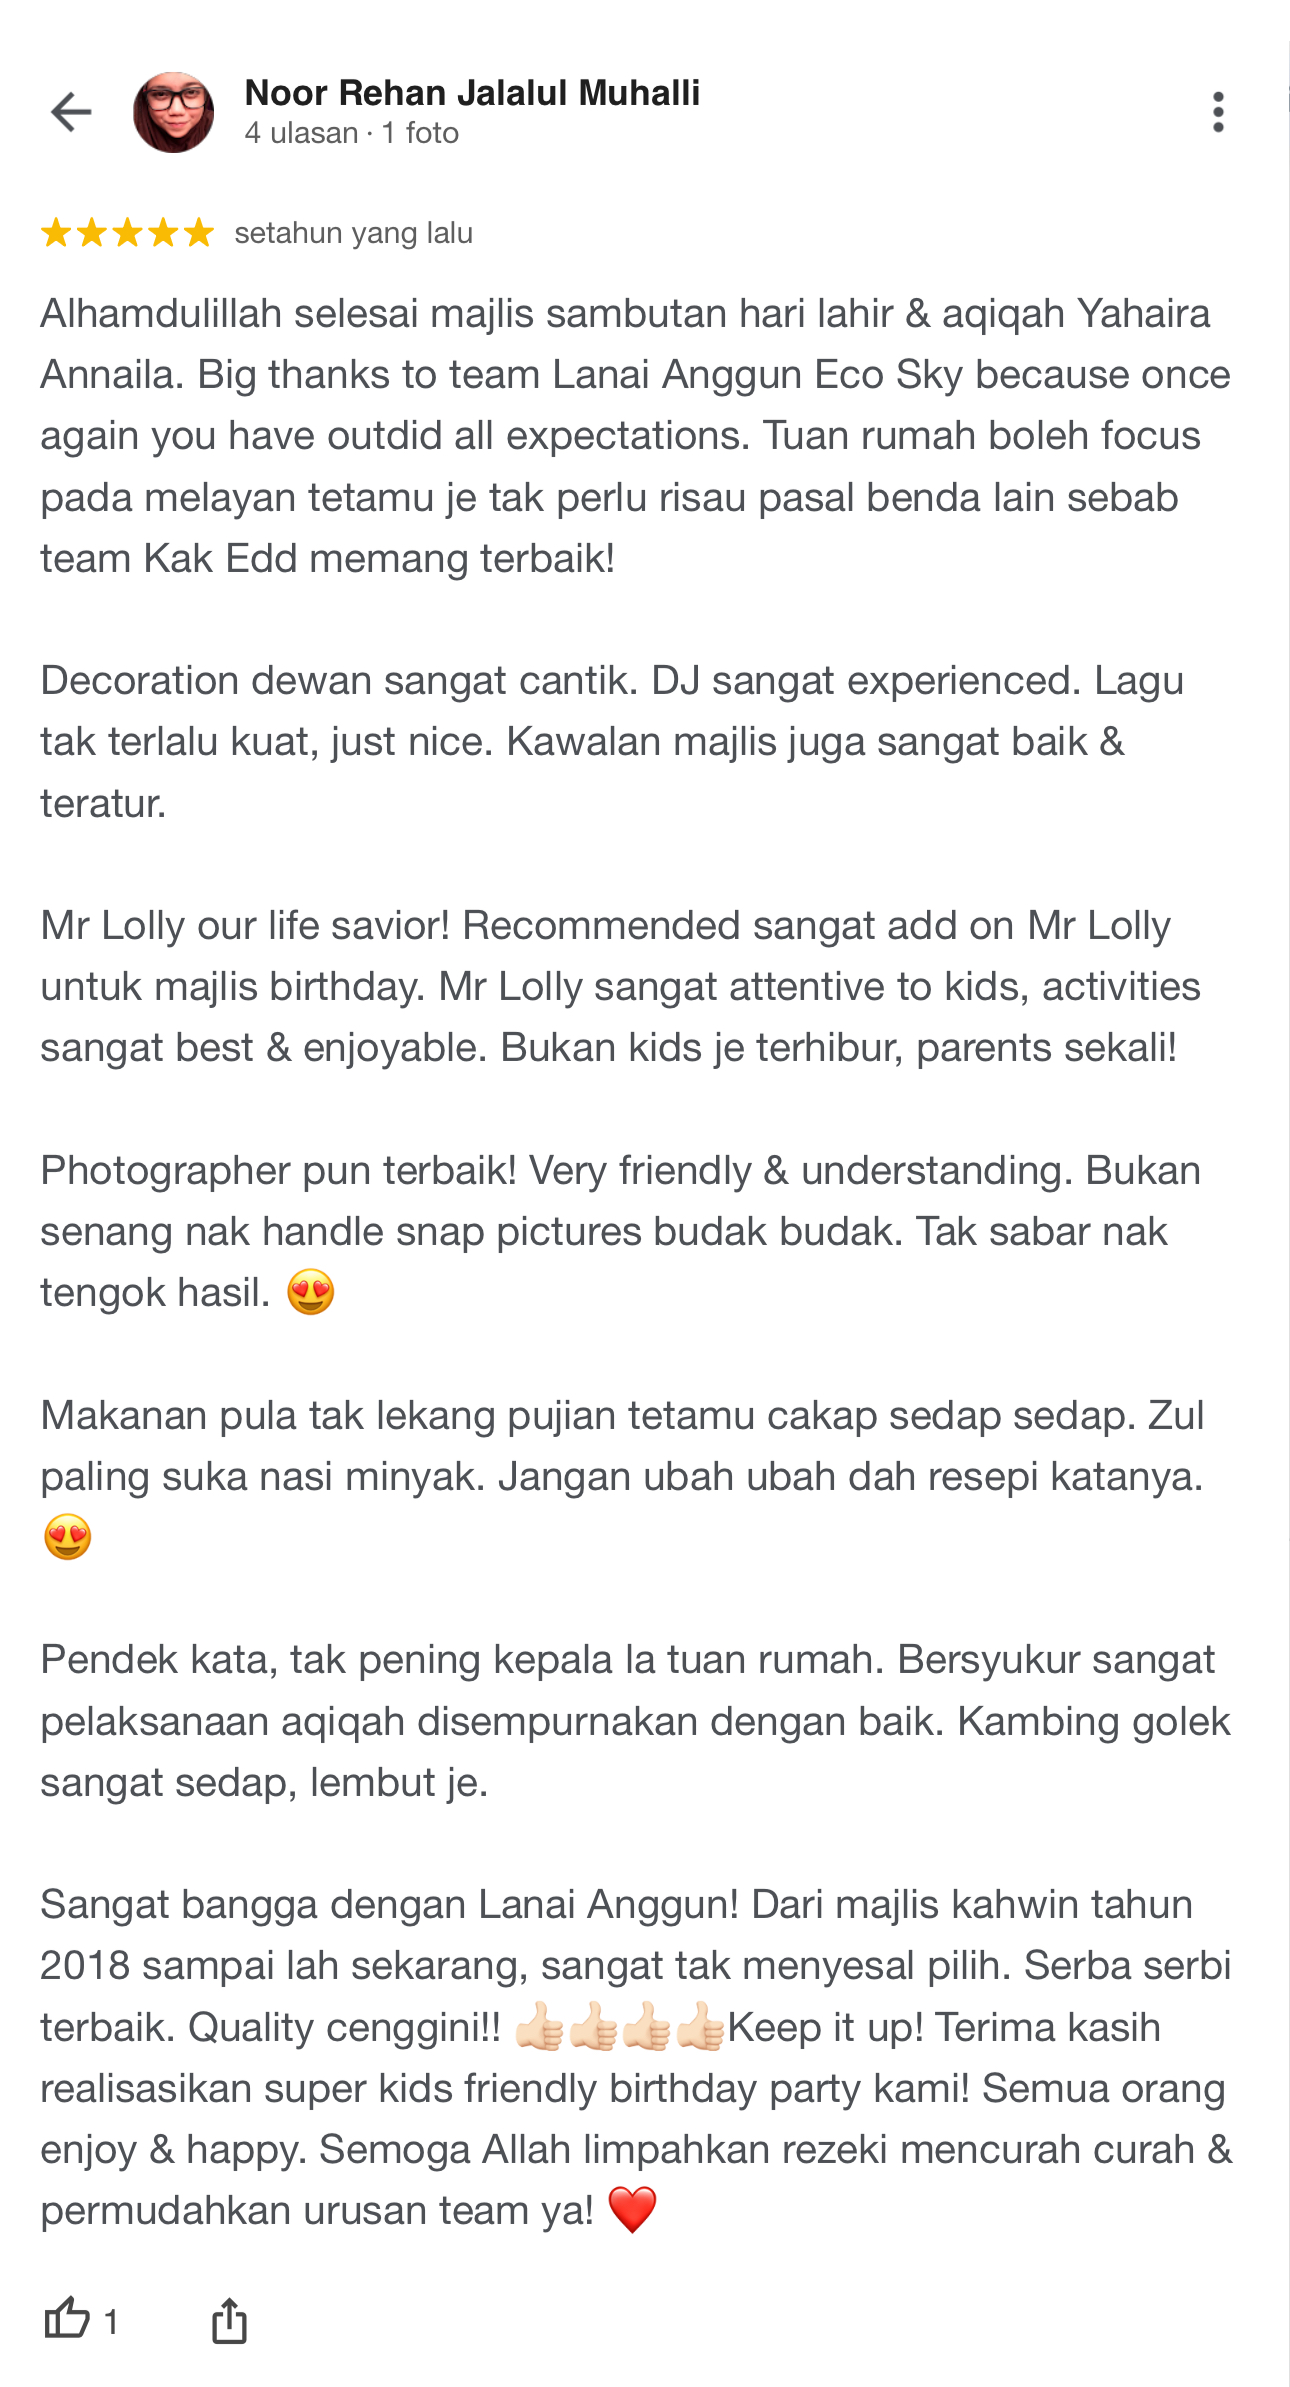 Noor Rehan Jalalul Muhalli
4 ulasan · 1 foto
setahun yang lalu
Alhamdulillah selesai majlis sambutan hari lahir & aqiqah Yahaira
Annaila. Big thanks to team Lanai Anggun Eco Sky because once
again you have outdid all expectations. Tuan rumah boleh focus
pada melayan tetamu je tak perlu risau pasal benda lain sebab
team Kak Edd memang terbaik!
Decoration dewan sangat cantik. DJ sangat experienced. Lagu
tak terlalu kuat, just nice. Kawalan majlis juga sangat baik &
teratur.
Mr Lolly our life savior! Recommended sangat add on Mr Lolly
untuk majlis birthday. Mr Lolly sangat attentive to kids, activities
sangat best & enjoyable. Bukan kids je terhibur, parents sekali!
Photographer pun terbaik! Very friendly & understanding. Bukan
senang nak handle snap pictures budak budak. Tak sabar nak
tengok hasil. 😍
Makanan pula tak lekang pujian tetamu cakap sedap sedap. Zul
paling suka nasi minyak. Jangan ubah ubah dah resepi katanya.
😍
Pendek kata, tak pening kepala la tuan rumah. Bersyukur sangat
pelaksanaan aqiqah disempurnakan dengan baik. Kambing golek
sangat sedap, lembut je.
Sangat bangga dengan Lanai Anggun! Dari majlis kahwin tahun
2018 sampai lah sekarang, sangat tak menyesal pilih. Serba serbi
terbaik. Quality cenggini!! 👍🏻👍🏻👍🏻👍🏻Keep it up! Terima kasih
realisasikan super kids friendly birthday party kami! Semua orang
enjoy & happy. Semoga Allah limpahkan rezeki mencurah curah &
permudahkan urusan team ya! ❤️
1